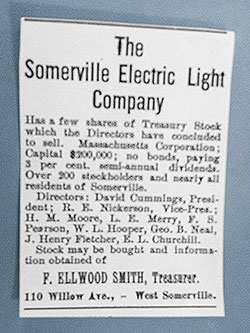 The
Somerville Electric Light
Company
Has a few shares of Treasury Stock
which the Directors have concluded
to sell. Massachusetts Corporation;
Capital $200,000; no bonds, paying
3 per cent. semi-annual dividends.
Over 200 stockholders and nearly all
residents of Somerville.
Directors: David Cummings, Presi-
dent; R. E. Nickerson, Vice-Pres.;
H. M. Moore, L. E. Merry, F. S.
Pearson, W. L. Hooper, Geo. B. Neal,
J. Henry Fletcher, E. L. Churchill.
Stock may be bought and inform-
ation obtained of
F. ELLWOOD SMITH, Treasurer.
110 Willow Ave., - West Somerville.